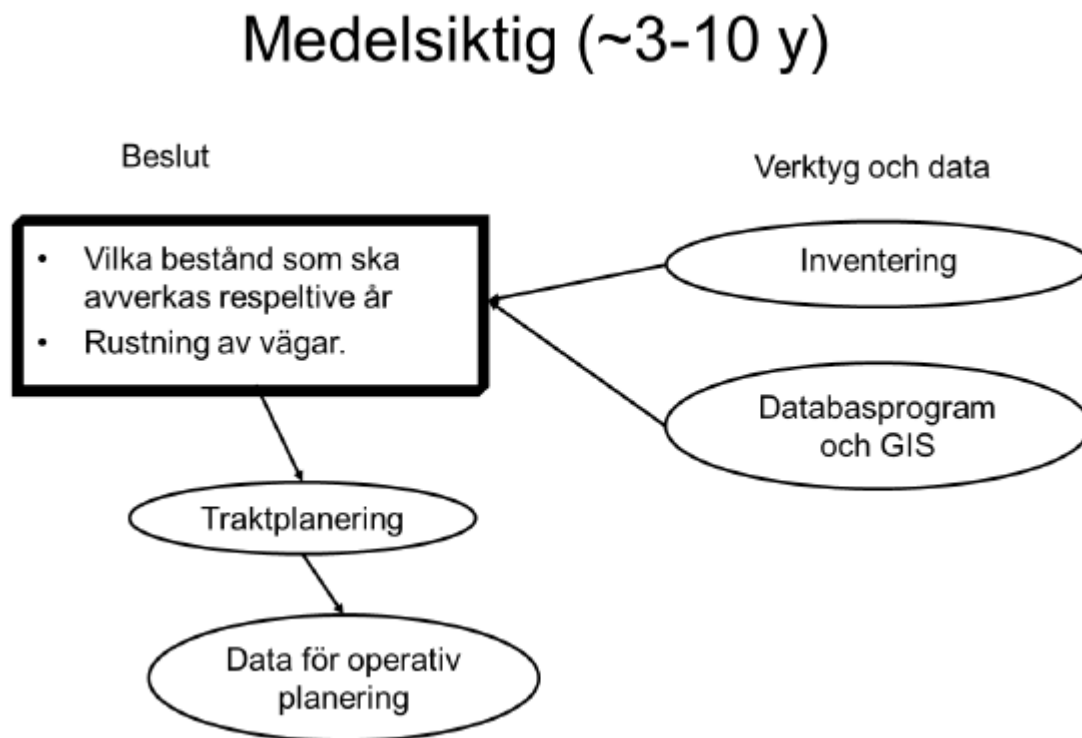 Medelsiktig (~3-10 y)
Beslut
Verktyg och data
• Vilka bestånd som ska
avverkas respeltive år
• Rustning av vägar.
Inventering
Databasprogram
och GIS
Traktplanering
Data för operativ
planering